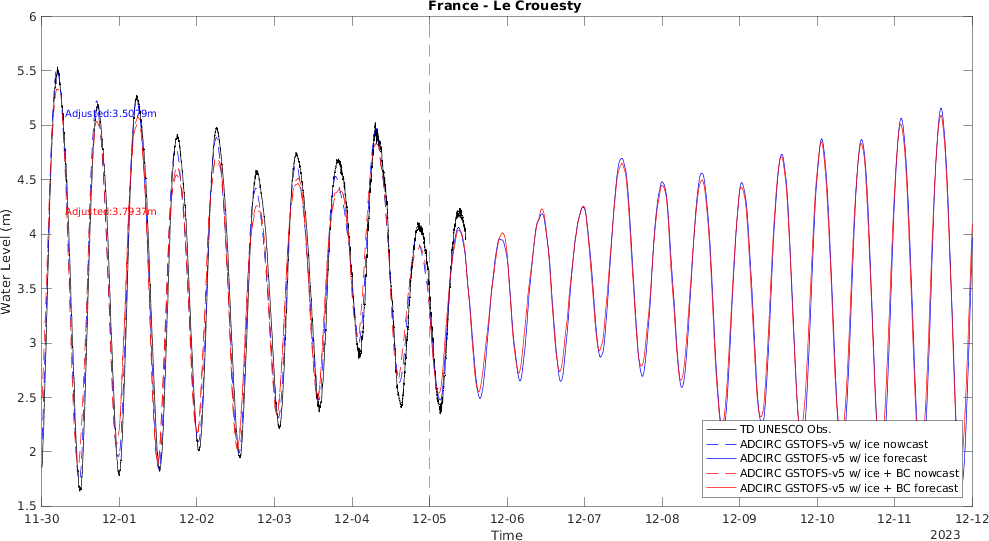 France - Le Crouesty
Water Level (m)
6
5.5
5
4.5
4
3.5
3
2.5
2
1.5
Adjusted:3.5079m
Adjusted:3.7937m
TD UNESCO Obs.
ADCIRC GSTOFS-v5 w/ ice nowcast
ADCIRC GSTOFS-v5 w/ ice forecast
ADCIRC GSTOFS-v5 w/ ice + BC nowcast
ADCIRC GSTOFS-v5 w/ ice + BC forecast
11-30 12-01 12-02 12-03 12-04 12-05 12-06 12-07 12-08 12-09 12-10 12-11 12-12
Time
2023